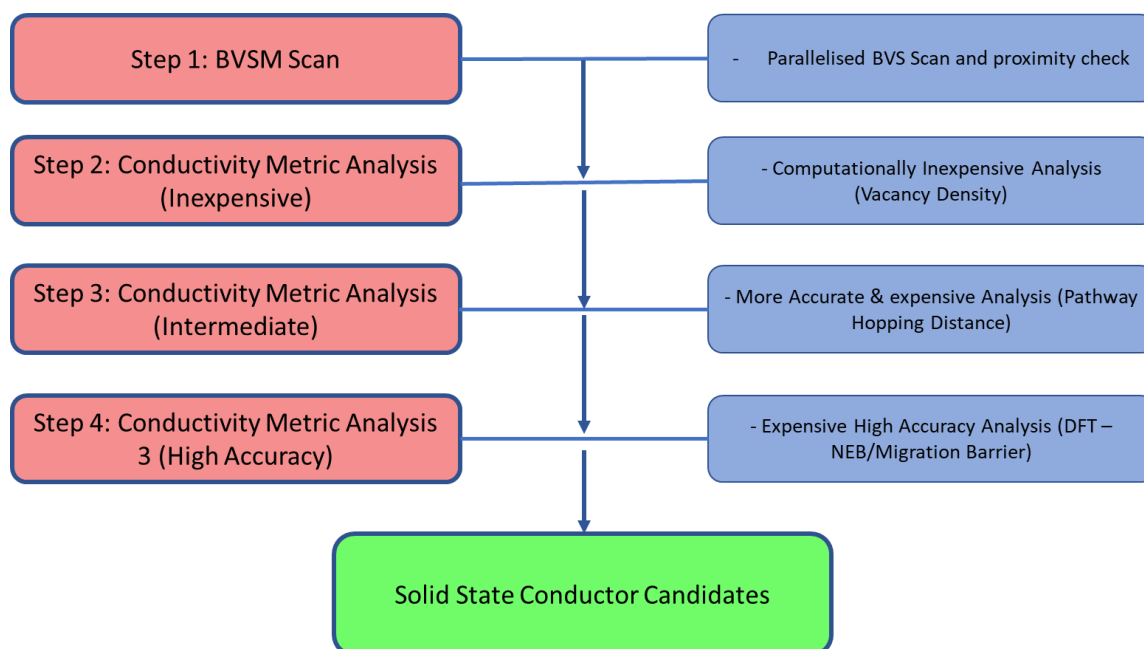 Step 1: BVSM Scan
- Parallelised BVS Scan and proximity check
Step 2: Conductivity Metric Analysis
(Inexpensive)
- Computationally Inexpensive Analysis
(Vacancy Density)
Step 3: Conductivity Metric Analysis
(Intermediate)
- More Accurate & expensive Analysis (Pathway
Hopping Distance)
Step 4: Conductivity Metric Analysis
3 (High Accuracy)
- Expensive High Accuracy Analysis (DFT –
NEB/Migration Barrier)
Solid State Conductor Candidates